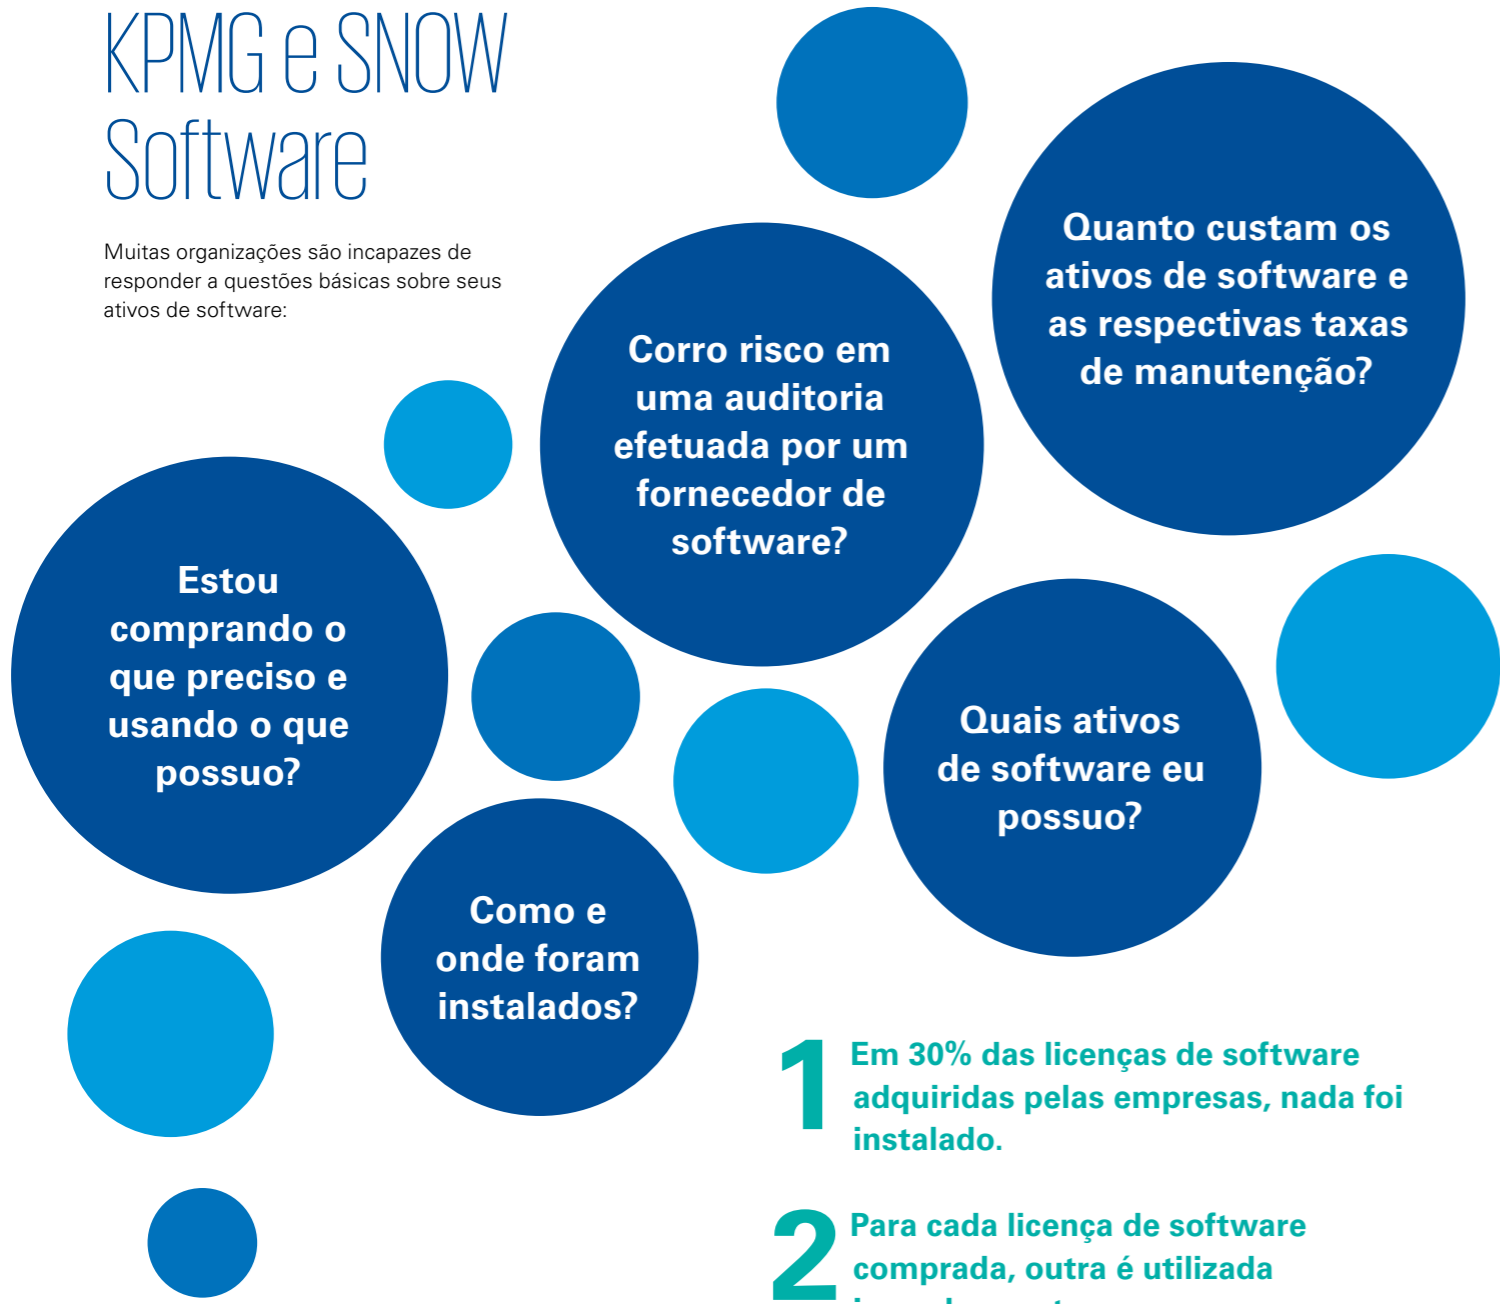 KPMG e SNOW
Software
Muitas organizações são incapazes de
responder a questões básicas sobre seus
ativos de software:
Quanto custam os
ativos de software e
as respectivas taxas
de manutenção?
Corro risco em
uma auditoria
efetuada por um
fornecedor de
software?
Estou
comprando o
que preciso e
usando o que
possuo?
Quais ativos
de software eu
possuo?
Como e
onde foram
instalados?
1 Em 30% das licenças de software
adquiridas pelas empresas, nada foi
instalado.
2 Para cada licença de software
comprada, outra é utilizada